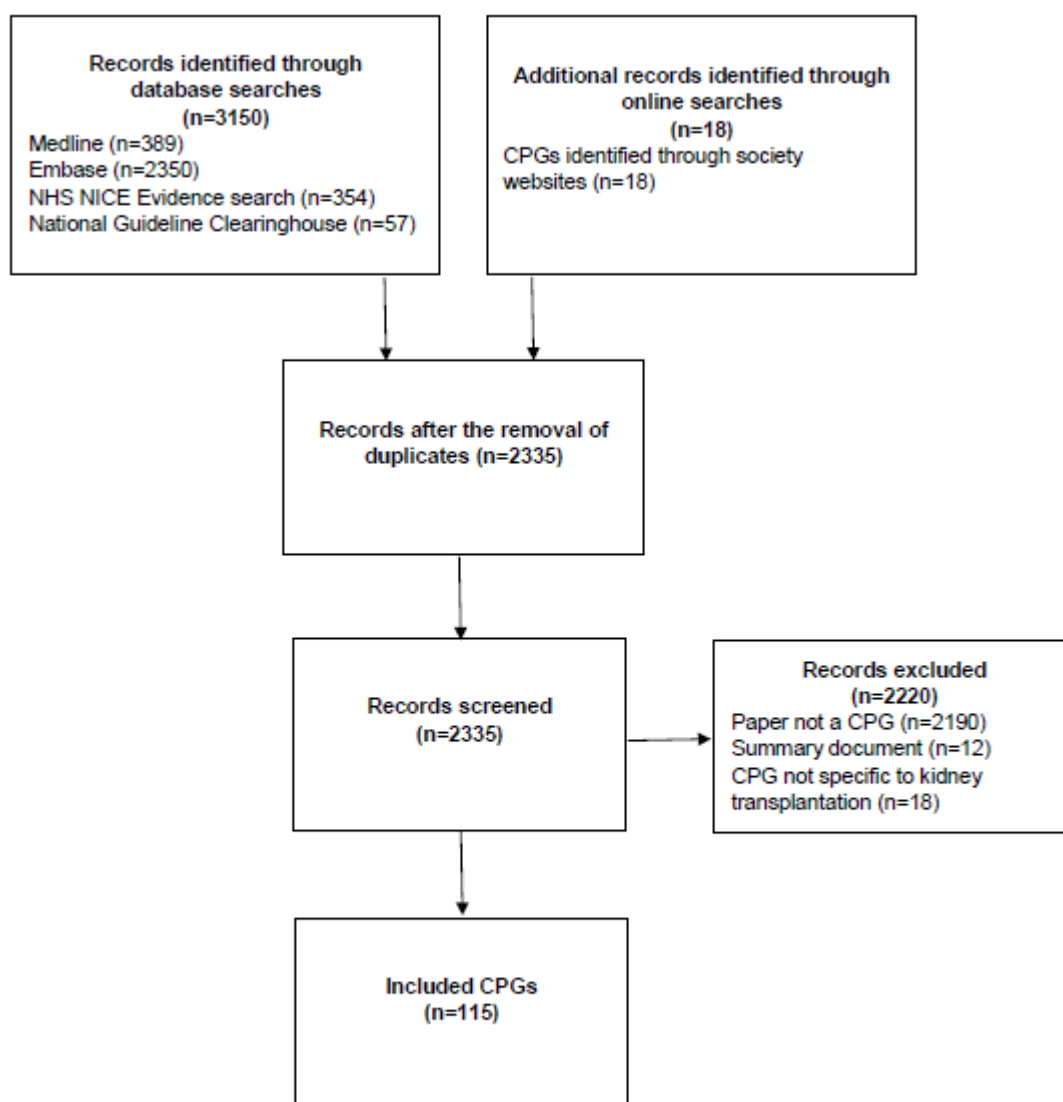 Records identified through
database searches
(n=3150)
Medline (n=389)
Embase (n=2350)
NHS NICE Evidence search (n=354)
National Guideline Clearinghouse (n=57)
Additional records identified through
online searches
(n=18)
CPGs identified through society
websites (n=18)
Records after the removal of
duplicates (n=2335)
Records screened
(n=2335)
Records excluded
(n=2220)
Paper not a CPG (n=2190)
Summary document (n=12)
CPG not specific to kidney
transplantation (n=18)
Included CPGs
(n=115)